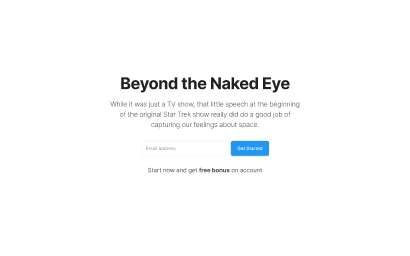 Beyond the Naked Eye
While it was just a TV show, that little speech at the beginning
of the original Star Trek show really did do a good job of
capturing our feelings about space.
Email address
Get Started
Start now and get free bonus on account